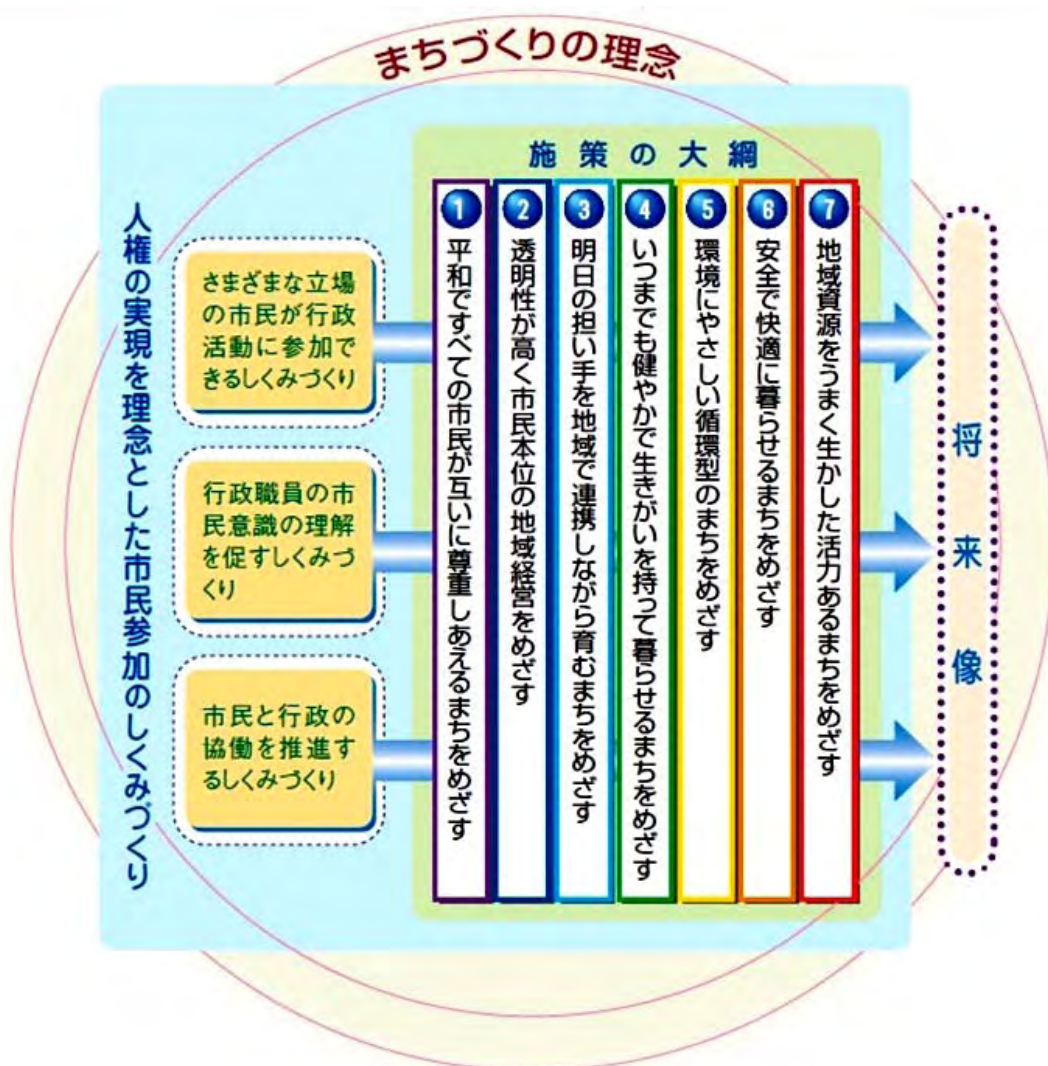 まちづくりの理念
人権の実現を理念とした市民参加のしくみづくり
さまざまな立場
の市民が行政
活動に参加で
きるしくみづくり
行政職員の市
民意識の理解
を促すしくみづ
くり
市民と行政の
協働を推進す
るしくみづくり
施策の大綱
1 平和ですべての市民が互いに尊重しあえるまちをめざす
2 透明性が高く市民本位の地域経営をめざす
3 明日の担い手を地域で連携しながら育むまちをめざす
4 いつまでも健やかで生きがいを持って暮らせるまちをめざす
5 環境にやさしい循環型のまちをめざす
6 安全で快適に暮らせるまちをめざす
7 地域資源をうまく生かした活力あるまちをめざす
将来像